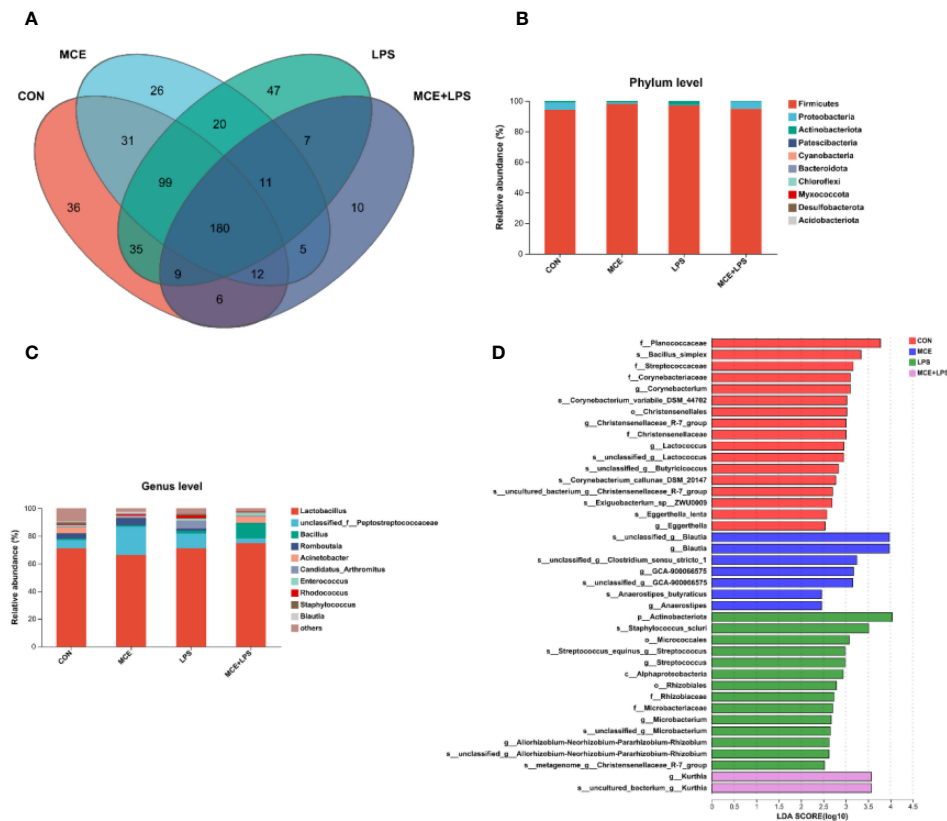 A
MCE
LPS
CON
MCE+LPS
26
47
31
20
7
36
99
11
10
180
35
9
12
5
6
B
Phylum level
Relative abundance (%)
100
80
60
40
20
0
CON
MCE
LPS
MCE+LPS
Firmicutes
Proteobacteria
Actinobacteriota
Patescibacteria
Cyanobacteria
Bacteroidota
Chloroflexi
Myxococcota
Desulfobacterota
Acidobacteriota
C
Genus level
Relative abundance (%)
100
80
60
40
20
0
CON
MCE
LPS
MCE+LPS
Lactobacillus
unclassified_f__Peptostreptococcaceae
Bacillus
Romboutsia
Acinetobacter
Candidatus_Arthromitus
Enterococcus
Rhodococcus
Staphylococcus
Blautia
others
D
CON
MCE
LPS
MCE+LPS
f__Planococcaceae
s__Bacillus_simplex
f__Streptococcaceae
f__Corynebacteriaceae
g__Corynebacterium
s__Corynebacterium_variabile_DSM_44702
o__Christensenellales
g__Christensenellaceae_R-7_group
f__Christensenellaceae
g__Lactococcus
s__unclassified_g__Lactococcus
s__unclassified_g__Butyricicoccus
s__Corynebacterium_callunae_DSM_20147
s__uncultured_bacterium_g__Christensenellaceae_R-7_group
s__Exiguobacterium_sp__ZWU0009
s__Eggerthella_lenta
g__Eggerthella
s__unclassified_g__Blautia
g__Blautia
s__unclassified_g__Clostridium_sensu_stricto_1
g__GCA-900066575
s__unclassified_g__GCA-900066575
s__Anaerostipes_butyraticus
g__Anaerostipes
p__Actinobacteriota
s__Staphylococcus_sciuri
o__Micrococcales
s__Streptococcus_equinus_g__Streptococcus
g__Streptococcus
c__Alphaproteobacteria
o__Rhizobiales
f__Rhizobiaceae
f__Microbacteriaceae
g__Microbacterium
s__unclassified_g__Microbacterium
g__Allorhizobium-Neorhizobium-Pararhizobium-Rhizobium
s__unclassified_g__Allorhizobium-Neorhizobium-Pararhizobium-Rhizobium
s__metagenome_g__Christensenellaceae_R-7_group
g__Kurthia
s__uncultured_bacterium_g__Kurthia
0 0.5 1 1.5 2 2.5 3 3.5 4 4.5
LDA SCORE(log10)